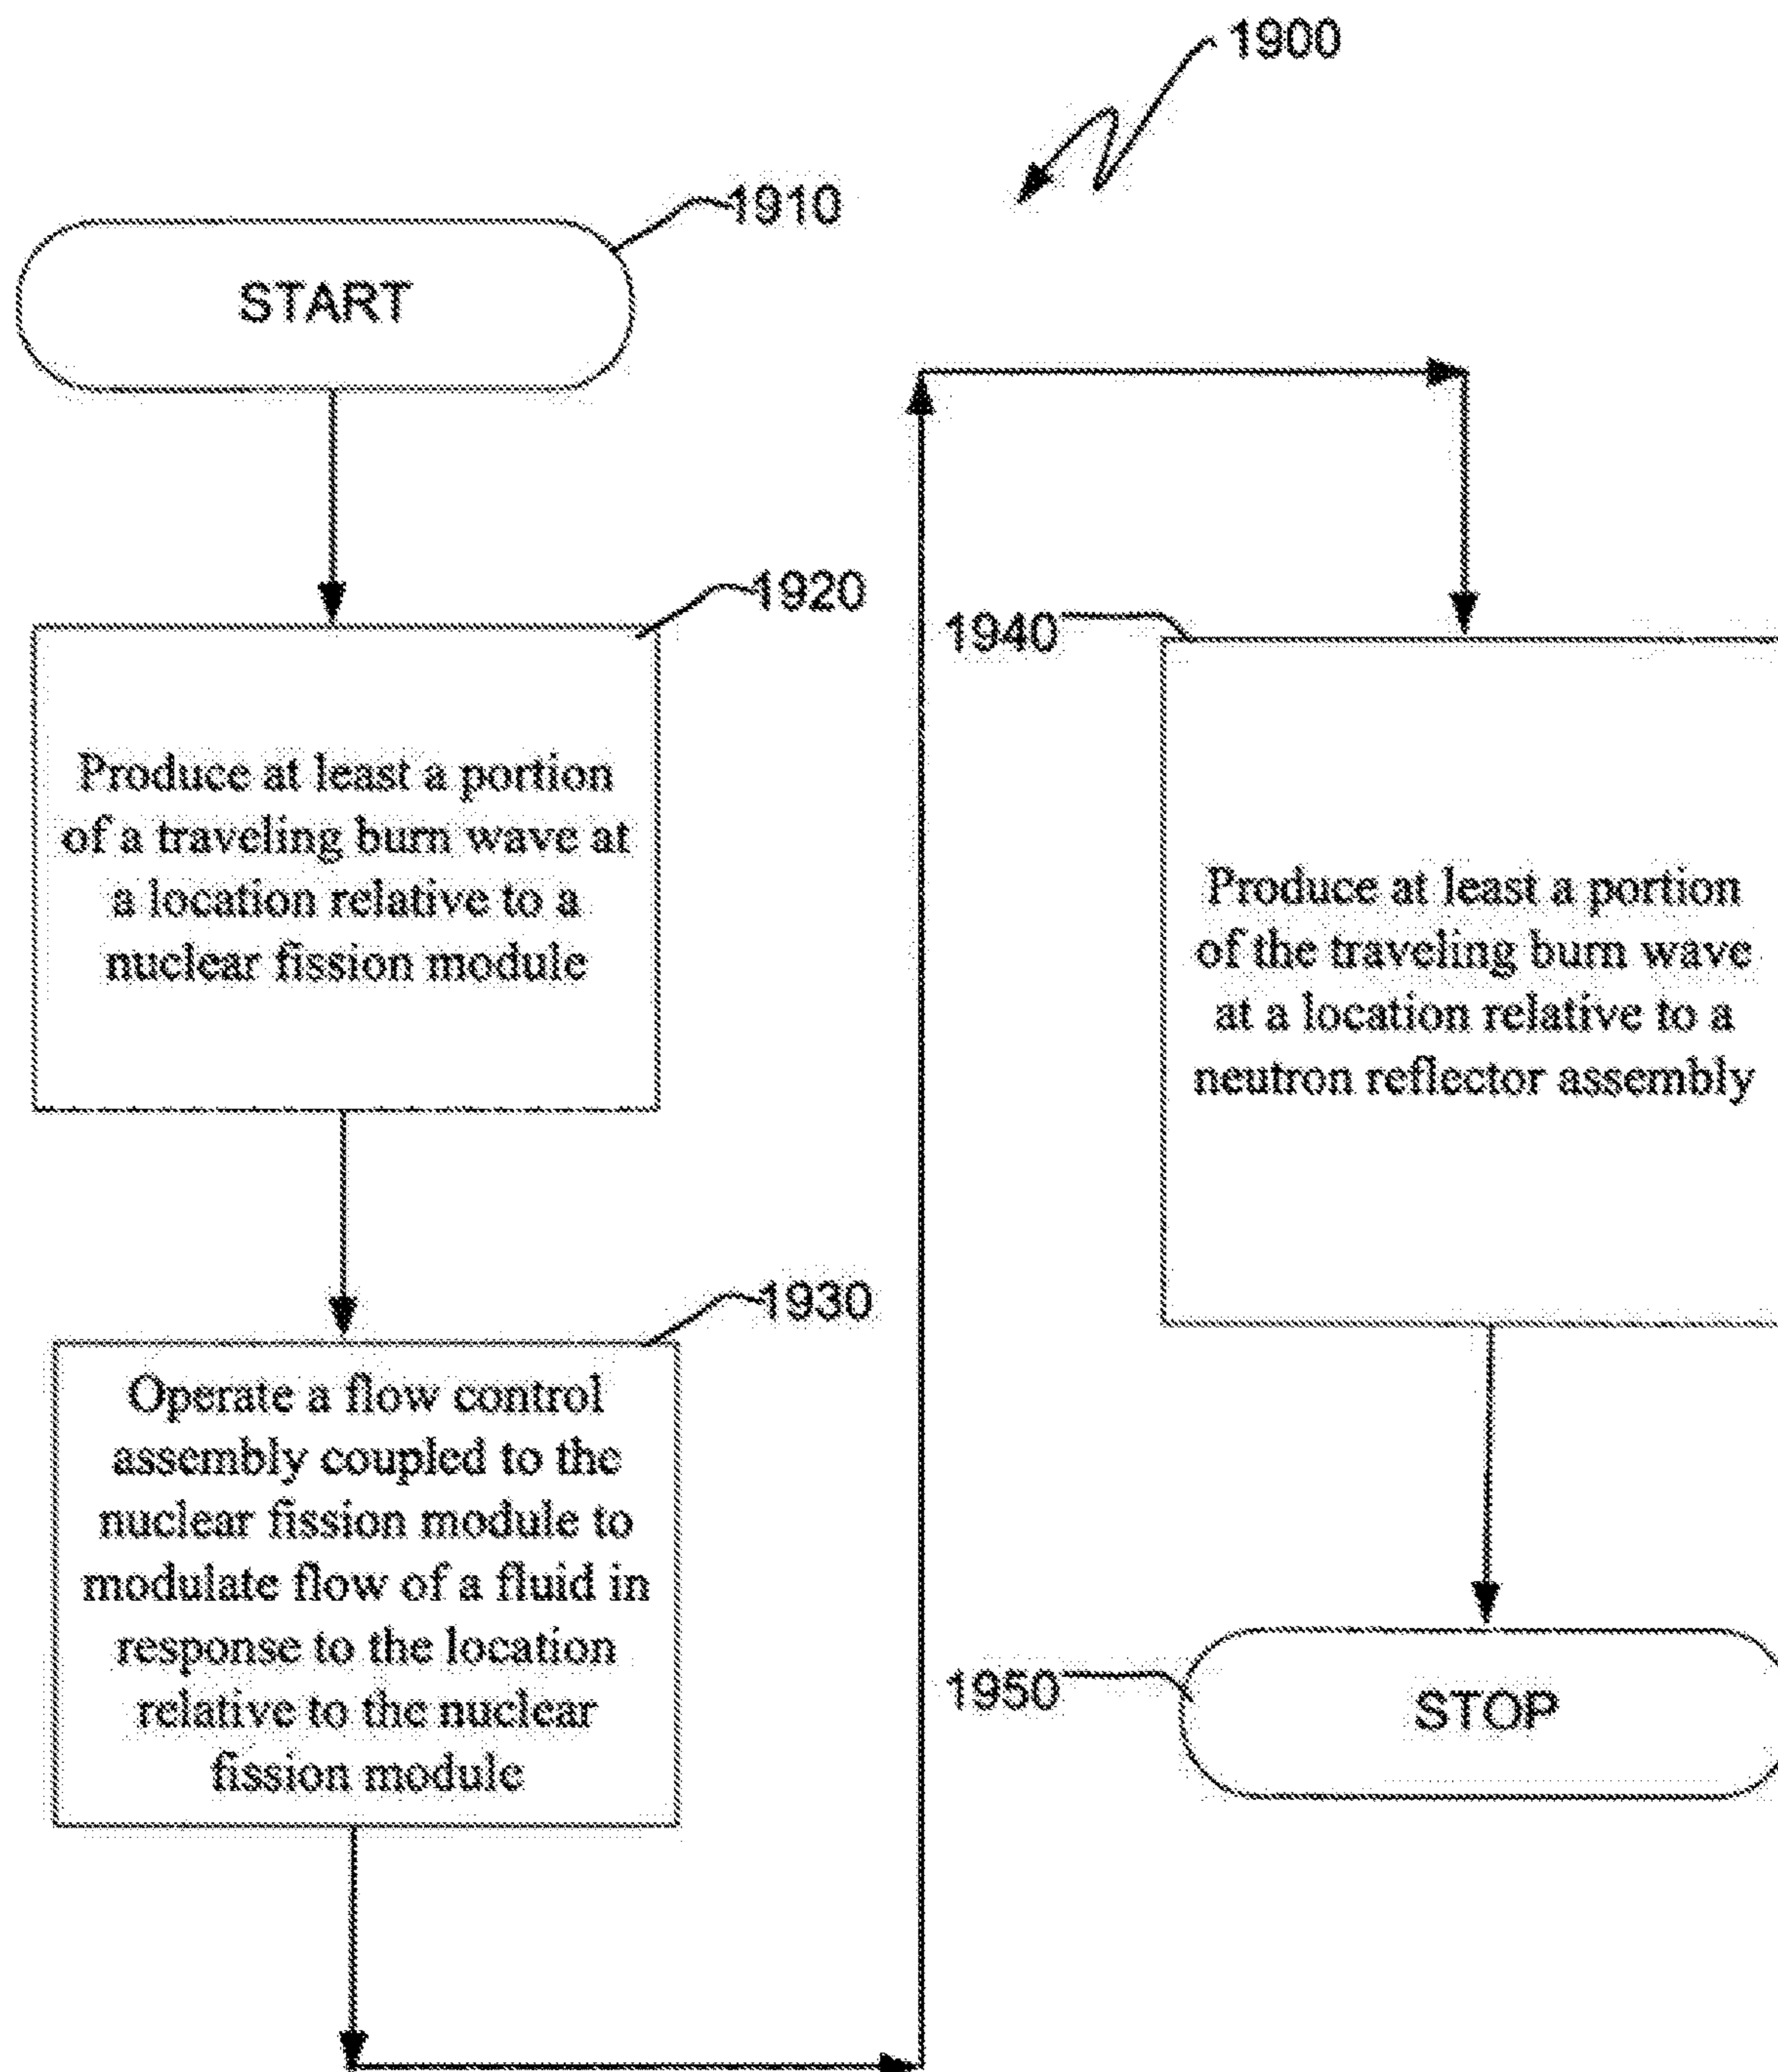 1900
1910
START
1920
Produce at least a portion
of a traveling burn wave at
a location relative to a
nuclear fission module
1930
Operate a flow control
assembly coupled to the
nuclear fission module to
modulate flow of a fluid in
response to the location
relative to the nuclear
fission module
1940
Produce at least a portion
of the traveling burn wave
at a location relative to a
neutron reflector assembly
1950
STOP